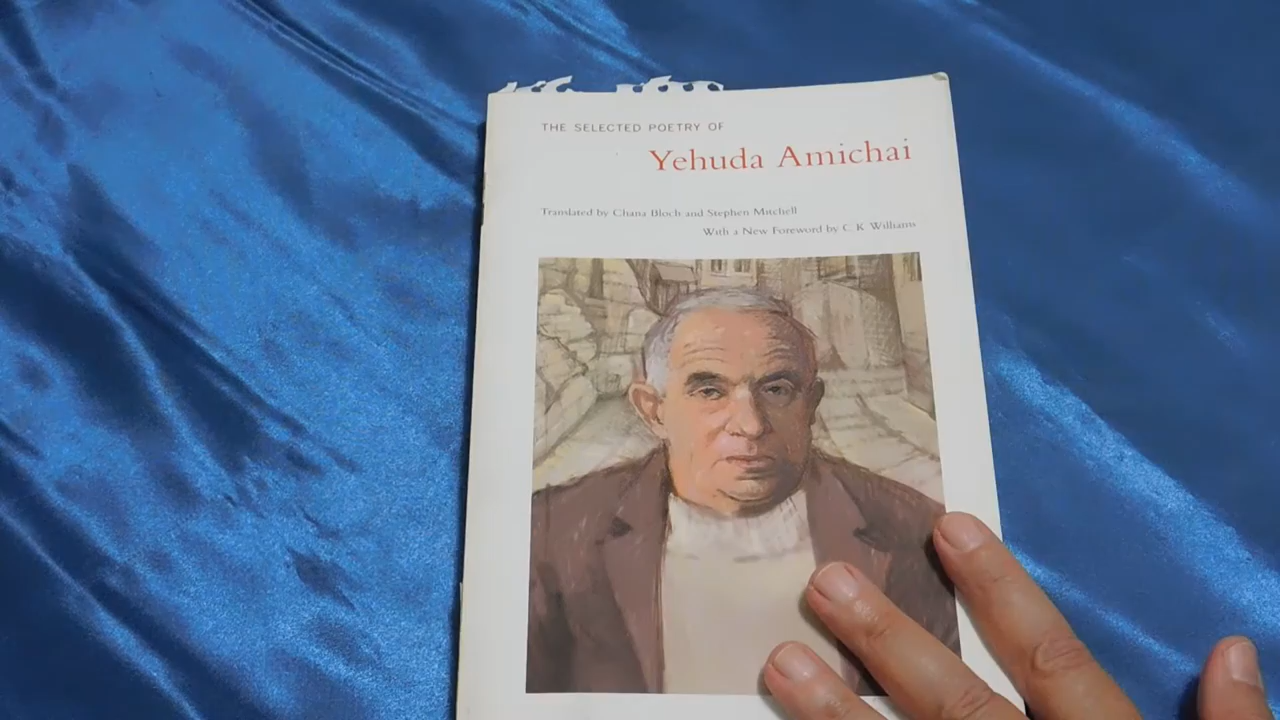 THE SELECTED POETRY OF
Yehuda Amichai
Translated by Chana Bloch and Stephen Mitchell
With a New Foreword by C K Williams